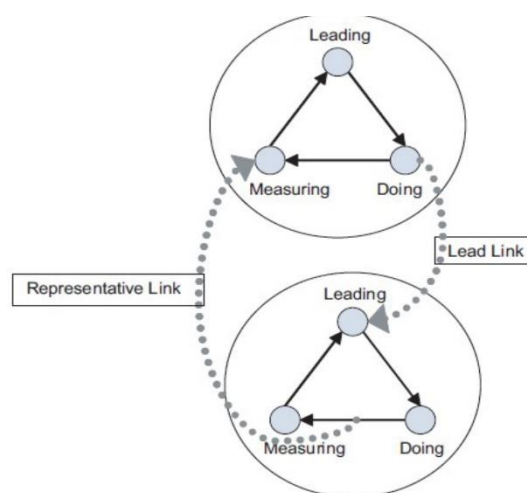 Leading
Measuring
Doing
Lead Link
Representative Link
Leading
Measuring
Doing